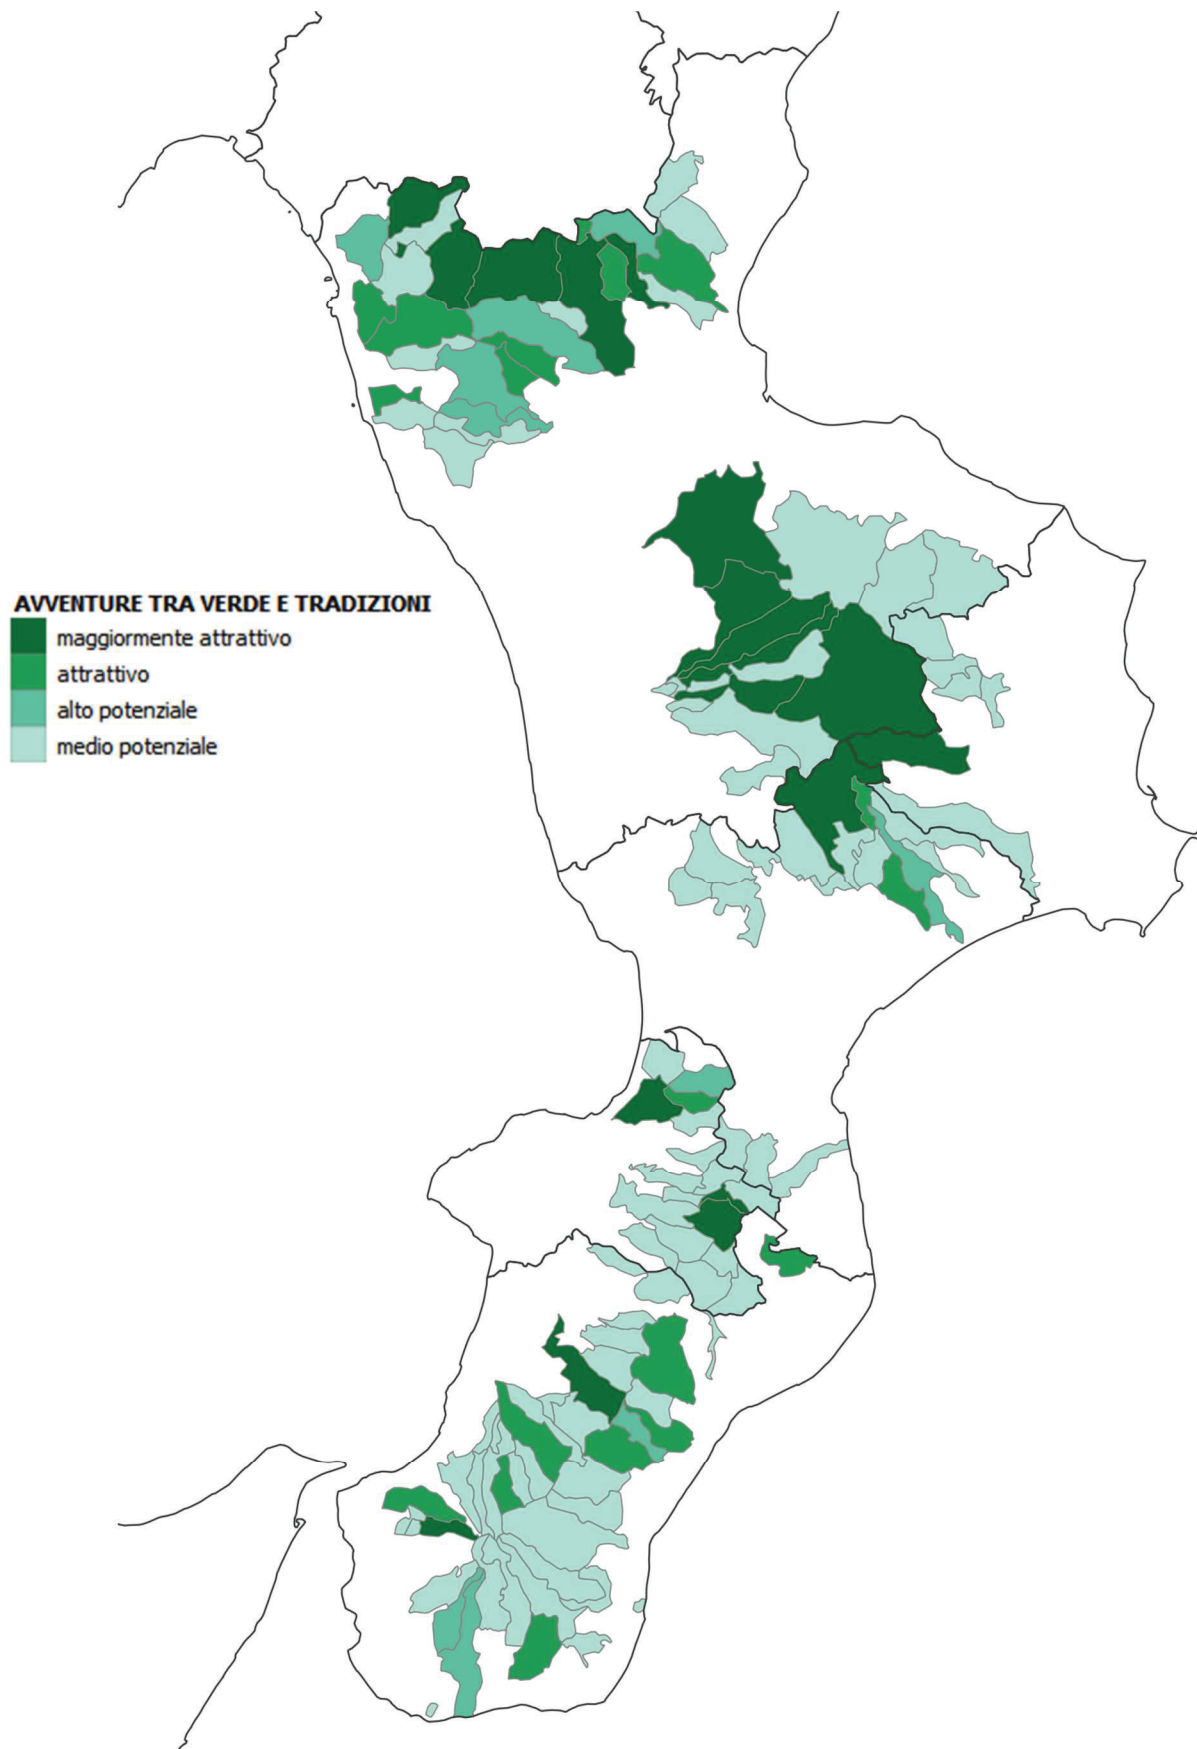 AVVENTURE TRA VERDE E TRADIZIONI
maggiormente attrattivo
attrattivo
alto potenziale
medio potenziale